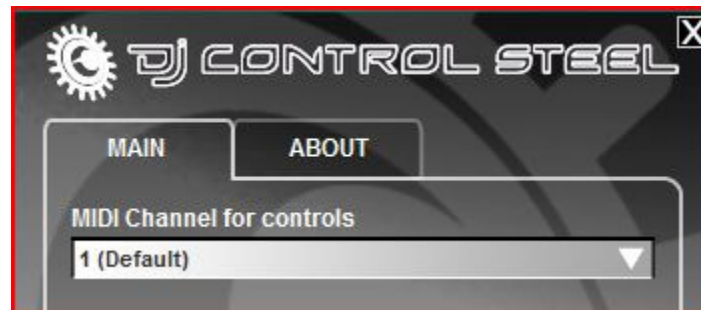 DJ CONTROL STEEL
X
MAIN ABOUT
MIDI Channel for controls
1 (Default)